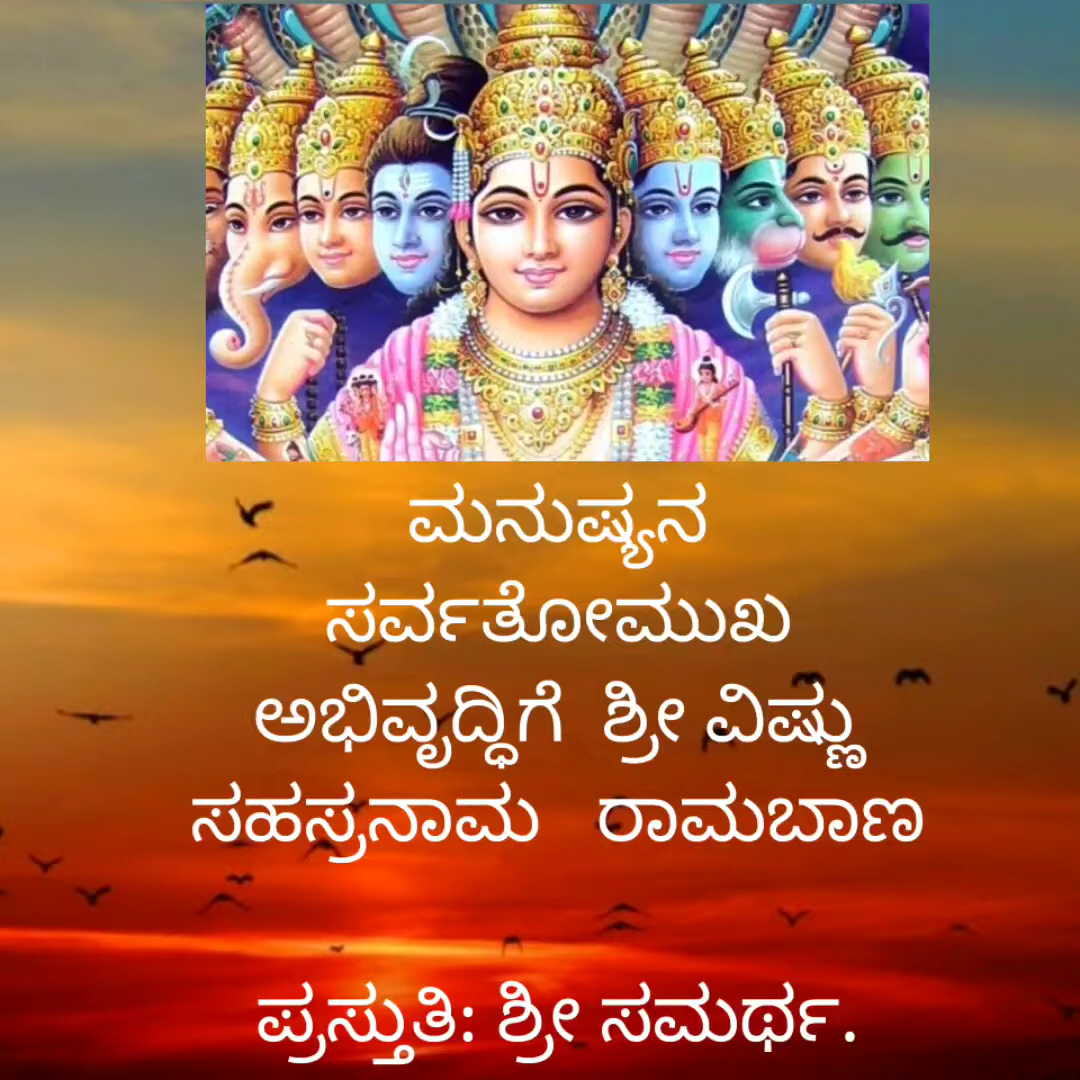 ಮನುಷ್ಯನ
ಸರ್ವತೋಮುಖ
ಅಭಿವೃದ್ಧಿಗೆ ಶ್ರೀ ವಿಷ್ಣು
ಸಹಸ್ರನಾಮ ರಾಮಬಾಣ
ಪ್ರಸ್ತುತಿ: ಶ್ರೀ ಸಮರ್ಥ.